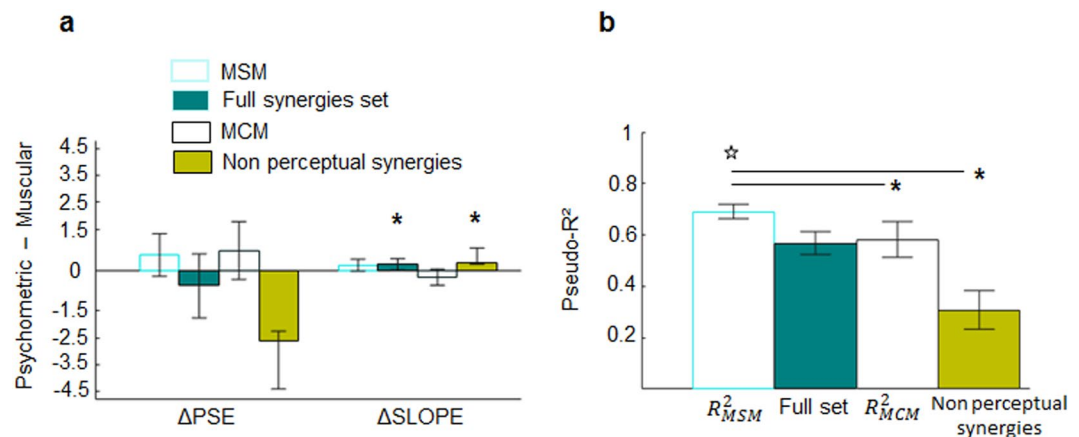 a
MSM
Full synergies set
MCM
Non perceptual synergies
Psychometric – Muscular
4.5
3.5
2.5
1.5
0
-1.5
-2.5
-3.5
-4.5
* *
ΔPSE ΔSLOPE
b
Pseudo-R²
1
0.8
0.6
0.4
0.2
☆
*
*
R²MSM Full set R²MCM Non perceptual
synergies